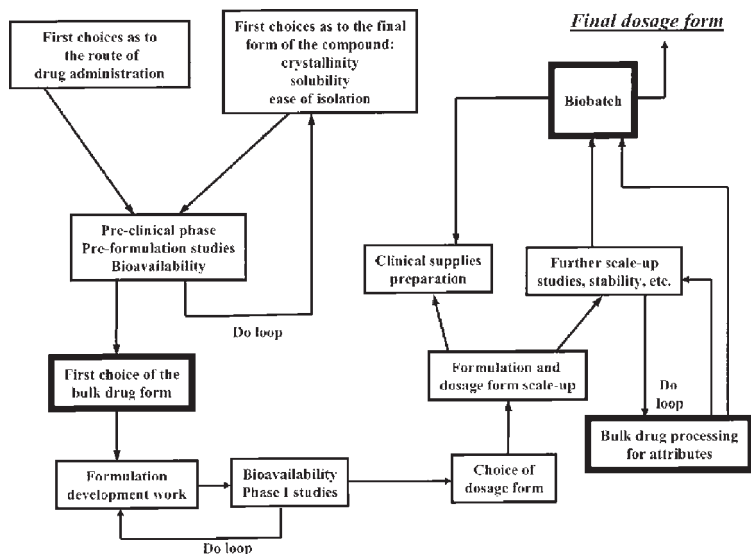 First choices as to
the route of
drug administration
First choices as to the final
form of the compound:
crystallinity
solubility
ease of isolation
Final dosage form
Biobatch
Pre-clinical phase
Pre-formulation studies
Bioavailability
Do loop
Clinical supplies
preparation
Further scale-up
studies, stability, etc.
First choice of the
bulk drug form
Formulation and
dosage form scale-up
Do
loop
Bulk drug processing
for attributes
Formulation
development work
Bioavailability
Phase I studies
Choice of
dosage form
Do loop